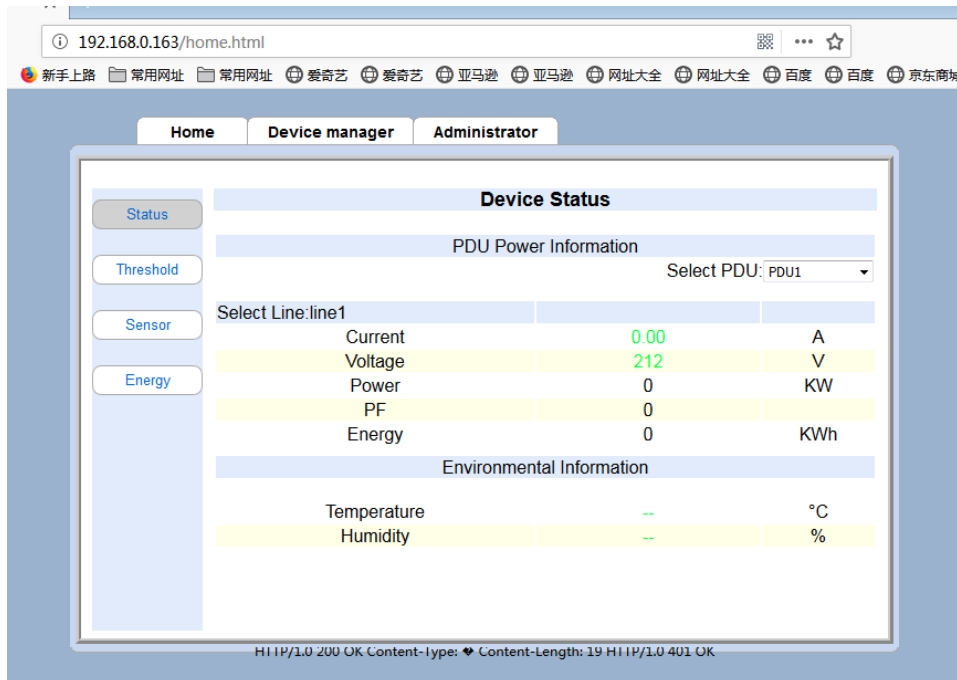 192.168.0.163/home.html
新手上路 常用网址 常用网址 爱奇艺 爱奇艺 亚马逊 亚马逊 网址大全 网址大全 百度 百度 京东商城
Home Device manager Administrator
Device Status
Status
PDU Power Information
Threshold
Select PDU: PDU1
Select Line:line1
Sensor
Current 0.00 A
Voltage 212 V
Energy
Power 0 KW
PF 0
Energy 0 KWh
Environmental Information
Temperature -- °C
Humidity -- %
HTTP/1.0 200 OK Content-Type: � Content-Length: 19 HTTP/1.0 401 OK